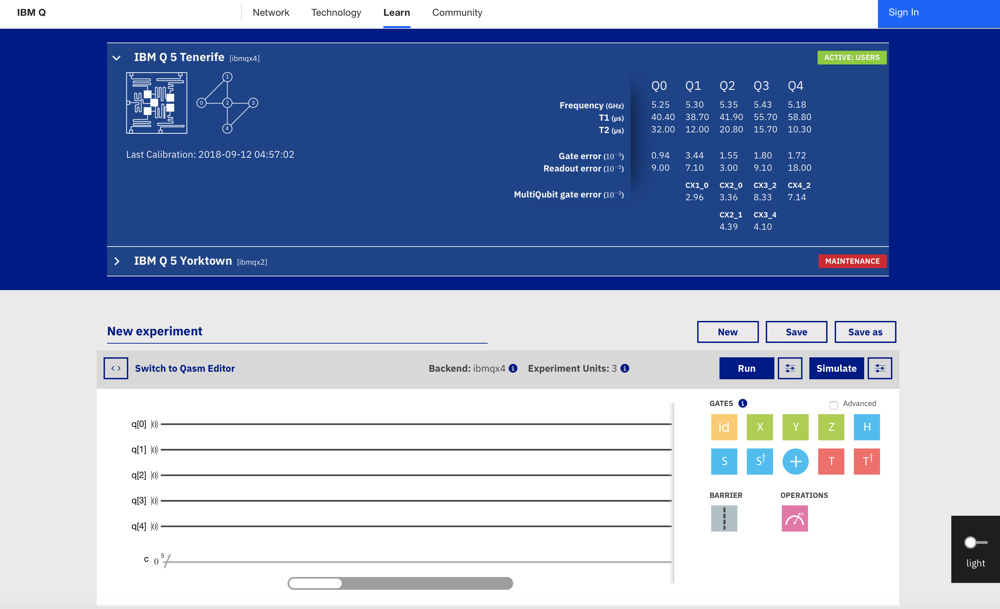 IBM Q
Network Technology Learn Community
Sign In
IBM Q 5 Tenerife [ibmqx4]
ACTIVE: USERS
1
0 2 3
4
Last Calibration: 2018-09-12 04:57:02
Q0 Q1 Q2 Q3 Q4
Frequency (GHz) 5.25 5.30 5.35 5.43 5.18
T1 (µs) 40.40 38.70 41.90 55.70 58.80
T2 (µs) 32.00 12.00 20.80 15.70 10.30
Gate error (10⁻³) 0.94 3.44 1.55 1.80 1.72
Readout error (10⁻²) 9.00 7.10 3.00 9.10 18.00
CX1_0 CX2_0 CX3_2 CX4_2
MultiQubit gate error (10⁻²) 2.96 3.36 8.33 7.14
CX2_1 CX3_4
4.39 4.10
IBM Q 5 Yorktown [ibmqx2]
MAINTENANCE
New experiment
New Save Save as
< > Switch to Qasm Editor
Backend: ibmqx4 i Experiment Units: 3 i
Run Simulate
GATES i Advanced
id X Y Z H
S S† + T T†
BARRIER OPERATIONS
z
q[0] |0⟩
q[1] |0⟩
q[2] |0⟩
q[3] |0⟩
q[4] |0⟩
c 0 5
light